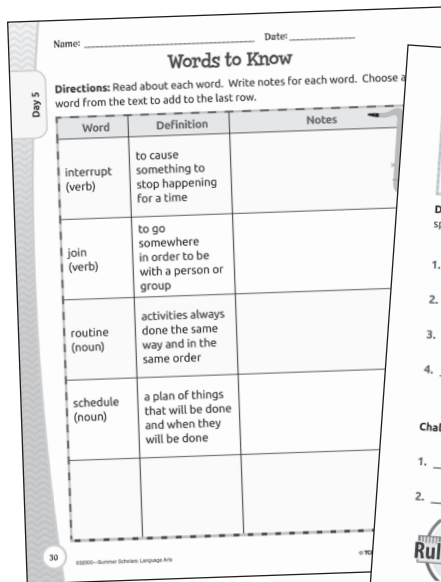 Name: ______ Date: ______
Words to Know
Day 5
Directions: Read about each word. Write notes for each word. Choose a
word from the text to add to the last row.
Word Definition Notes
interrupt
(verb)
to cause
something to
stop happening
for a time
join
(verb)
to go
somewhere
in order to be
with a person or
group
routine
(noun)
activities always
done the same
way and in the
same order
schedule
(noun)
a plan of things
that will be done
and when they
will be done
30
932000—Summer Scholars: Language Arts
1.
2.
3.
4.
1.
2.